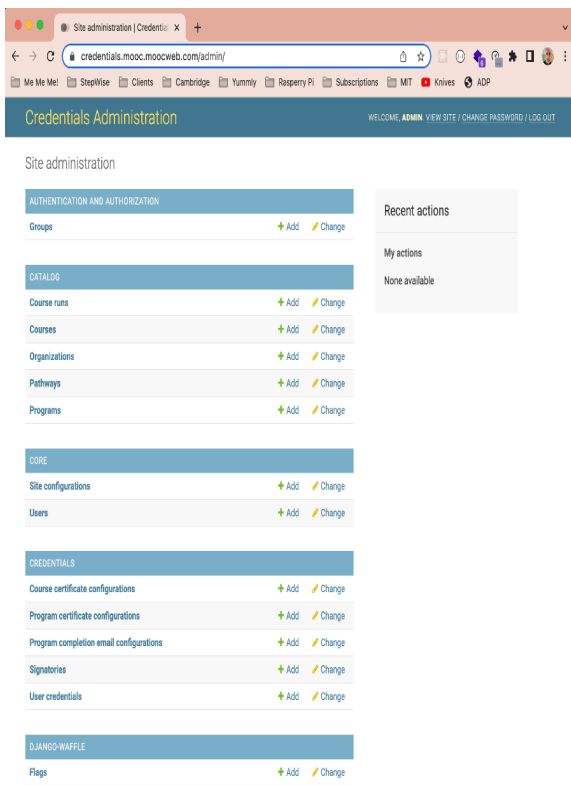 Site administration | Credential
credentials.mooc.moocweb.com/admin/
Me Me Me! StepWise Clients Cambridge Yummly Rasperry Pi Subscriptions MIT Knives ADP
Credentials Administration
WELCOME, ADMIN. VIEW SITE / CHANGE PASSWORD / LOG OUT
Site administration
AUTHENTICATION AND AUTHORIZATION
Groups + Add Change
CATALOG
Course runs + Add Change
Courses + Add Change
Organizations + Add Change
Pathways + Add Change
Programs + Add Change
CORE
Site configurations + Add Change
Users + Add Change
CREDENTIALS
Course certificate configurations + Add Change
Program certificate configurations + Add Change
Program completion email configurations + Add Change
Signatories + Add Change
User credentials + Add Change
DJANGO-WAFFLE
Flags + Add Change
Recent actions
My actions
None available